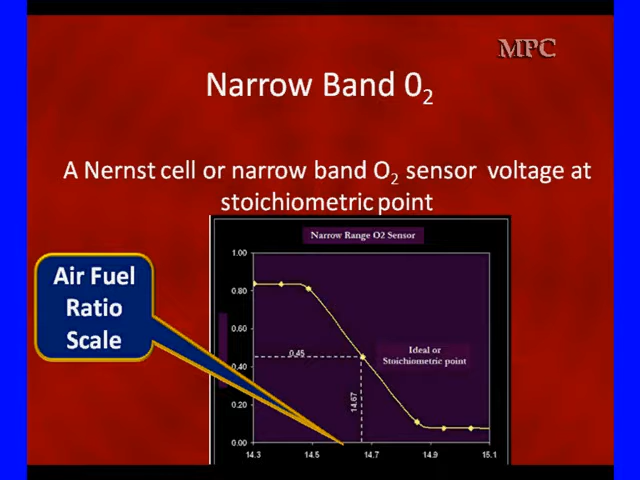 MPC
Narrow Band 0₂
A Nernst cell or narrow band O₂ sensor voltage at
stoichiometric point
Narrow Range O2 Sensor
Air Fuel
Ratio
Scale
1.00
0.80
0.60
0.40
0.20
0.00
0.45
14.67
Ideal or
Stoichiometric point
14.3 14.5 14.7 14.9 15.1